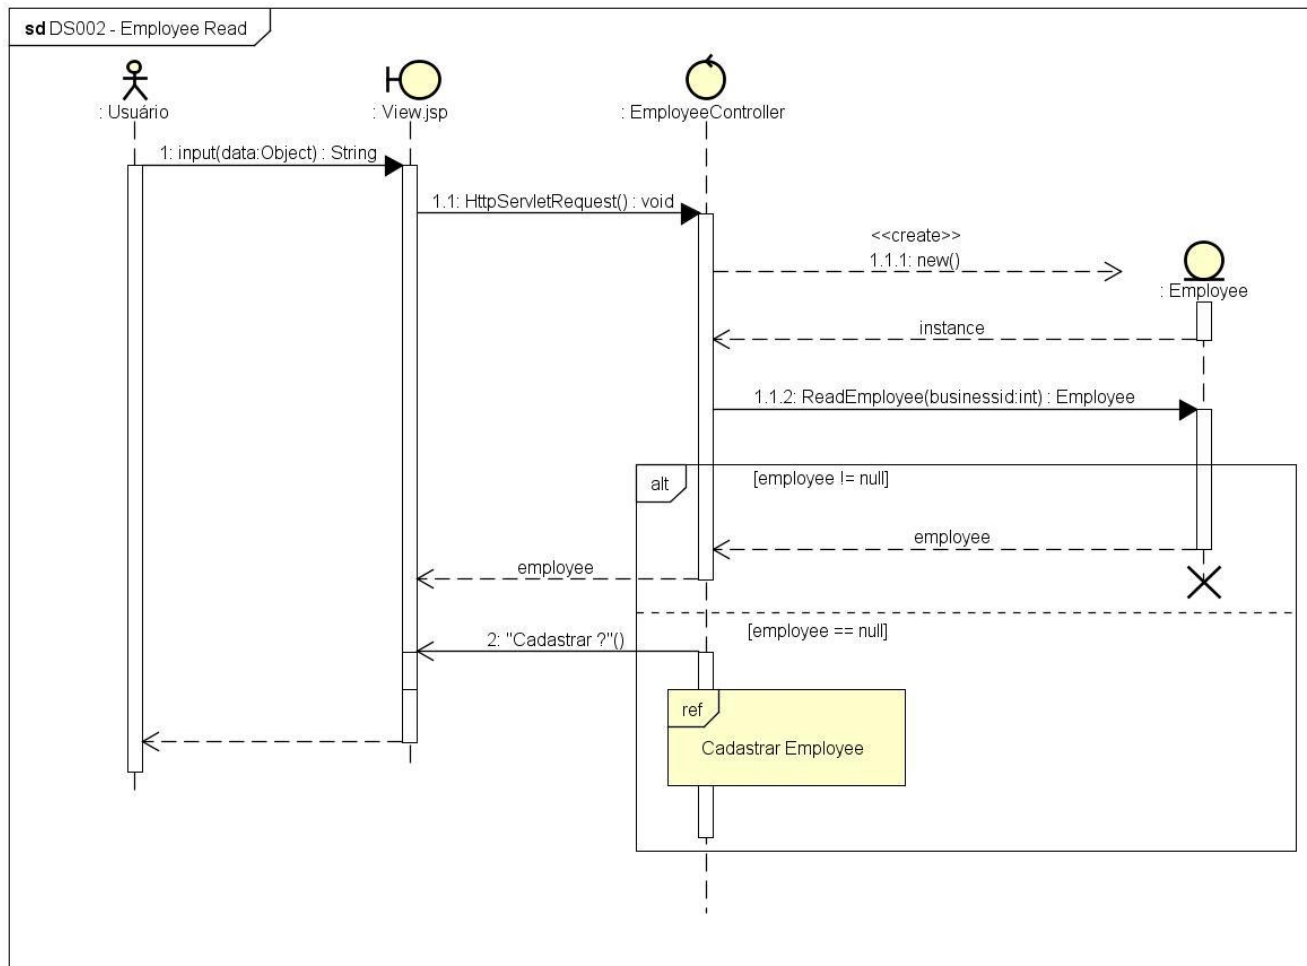 sd DS002 - Employee Read
: Usuário
: View.jsp
: EmployeeController
1: input(data:Object) : String
1.1: HttpServletRequest() : void
<<create>>
1.1.1: new()
: Employee
instance
1.1.2: ReadEmployee(businessid:int) : Employee
alt
[employee != null]
employee
employee
[employee == null]
2: "Cadastrar ?"()
ref
Cadastrar Employee